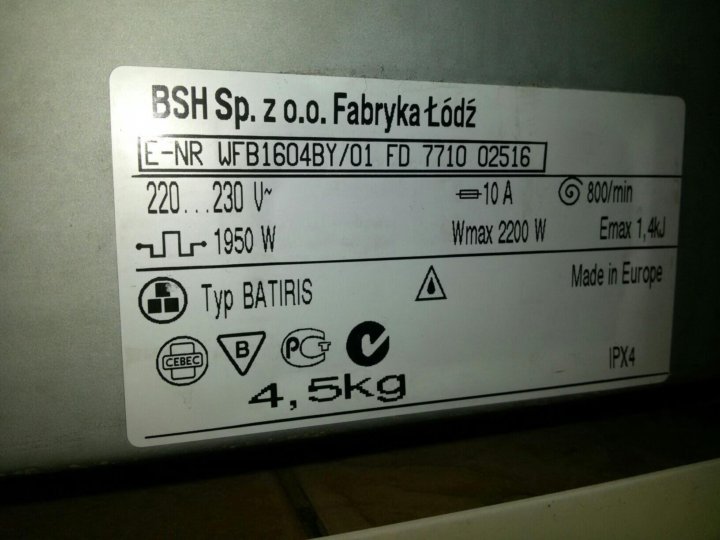 BSH Sp. z o.o. Fabryka Łódź
E-NR WFB1604BY/01 FD 7710 02516
220...230 V~ 10 A 800/min
1950 W Wmax 2200 W Emax 1,4kJ
Typ BATIRIS Made in Europe
CEBEC B PCT IPX4
4,5kg